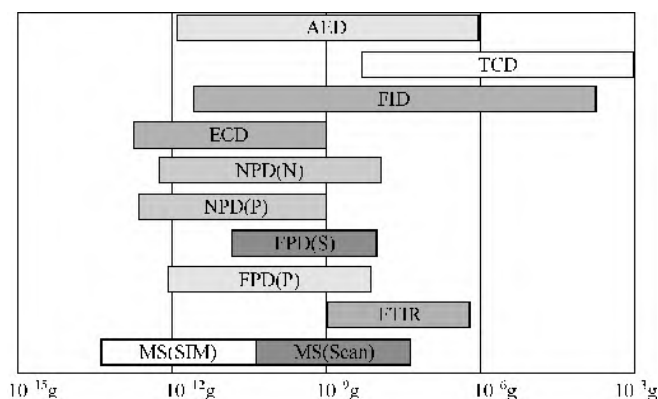 AED
TCD
FID
ECD
NPD(N)
NPD(P)
FPD(S)
FPD(P)
FTIR
MS(SIM) MS(Scan)
10⁻¹⁵g 10⁻¹²g 10⁻⁹g 10⁻⁶g 10⁻³g